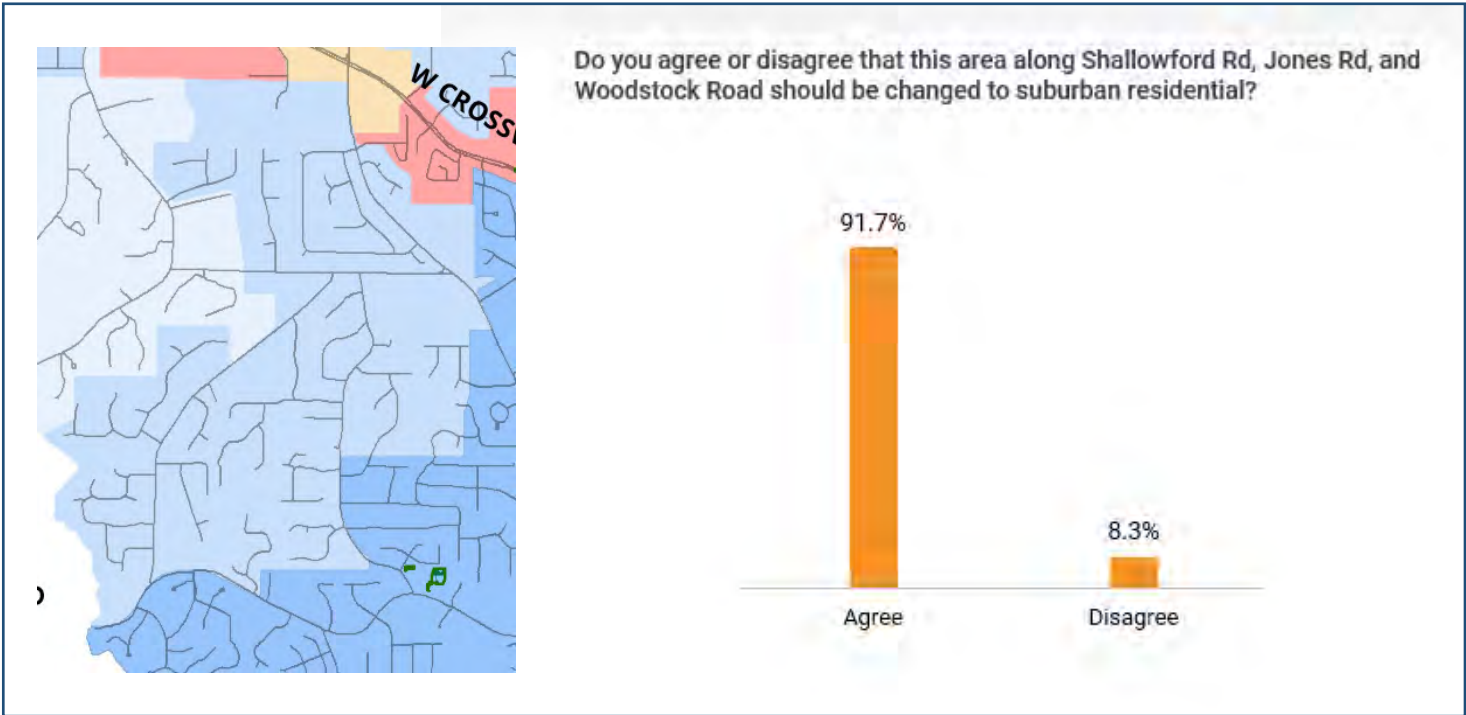 W CROSS
Do you agree or disagree that this area along Shallowford Rd, Jones Rd, and
Woodstock Road should be changed to suburban residential?
91.7%
8.3%
Agree
Disagree